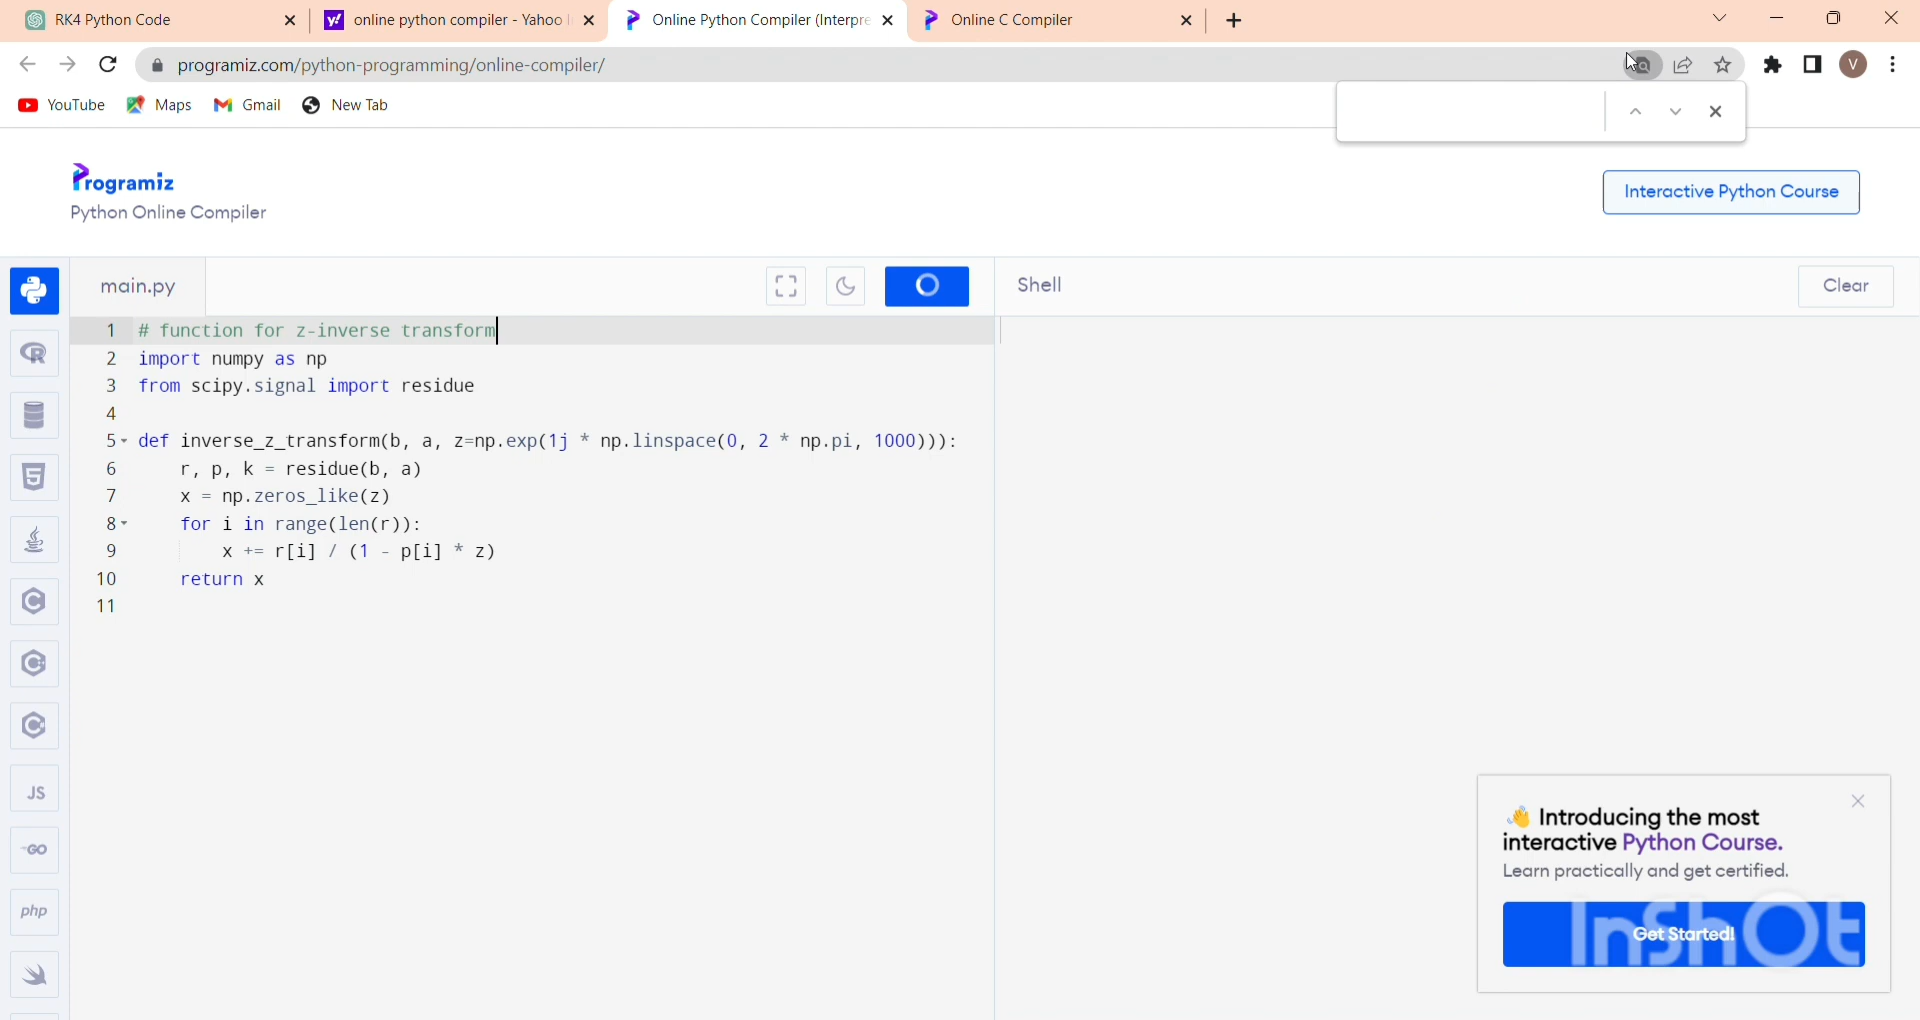 RK4 Python Code
online python compiler - Yahoo
Online Python Compiler (Interpre
Online C Compiler
programiz.com/python-programming/online-compiler/
V
YouTube
Maps
Gmail
New Tab
Programiz
Python Online Compiler
Interactive Python Course
main.py
Shell
Clear
1 # function for z-inverse transform
2 import numpy as np
3 from scipy.signal import residue
4
5 def inverse_z_transform(b, a, z=np.exp(1j * np.linspace(0, 2 * np.pi, 1000))):
6 r, p, k = residue(b, a)
7 x = np.zeros_like(z)
8 for i in range(len(r)):
9 x += r[i] / (1 - p[i] * z)
10 return x
11
JS
GO
php
👋 Introducing the most
interactive Python Course.
Learn practically and get certified.
Get Started!
InShOt